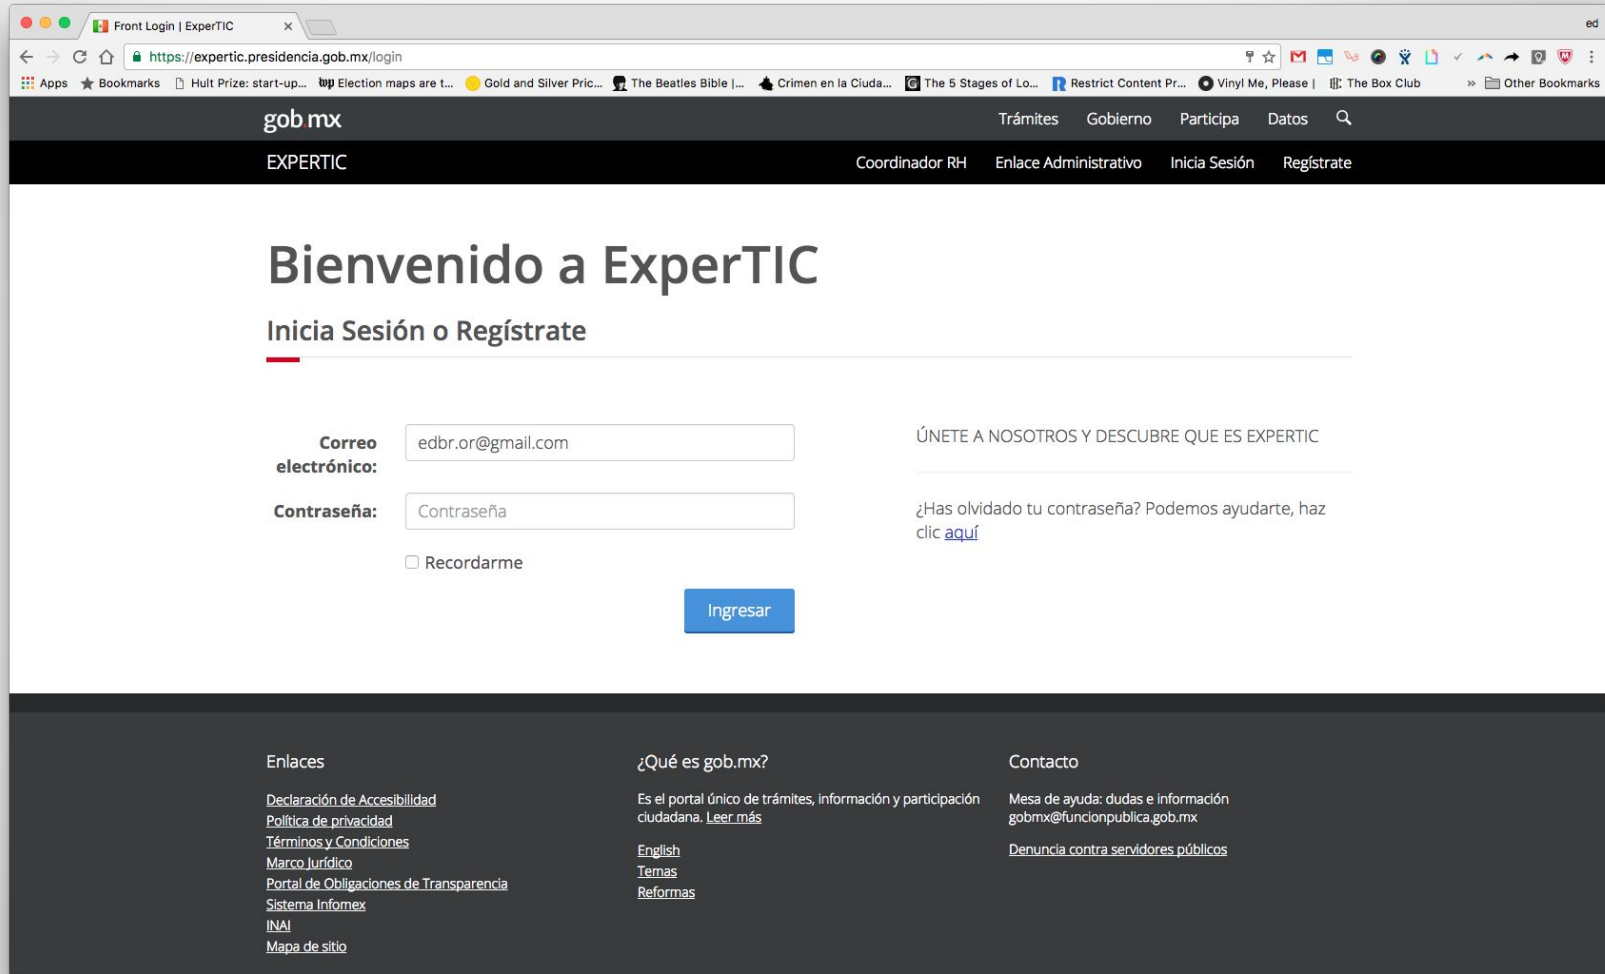 Front Login | ExperTIC
ed
https://expertic.presidencia.gob.mx/login
Apps Bookmarks Hult Prize: start-up... Election maps are t... Gold and Silver Pric... The Beatles Bible |... Crimen en la Ciuda... The 5 Stages of Lo... Restrict Content Pr... Vinyl Me, Please | The Box Club » Other Bookmarks
gob.mx Trámites Gobierno Participa Datos
EXPERTIC Coordinador RH Enlace Administrativo Inicia Sesión Regístrate
Bienvenido a ExperTIC
Inicia Sesión o Regístrate
Correo
electrónico:
edbr.or@gmail.com
Contraseña:
Contraseña
Recordarme
Ingresar
ÚNETE A NOSOTROS Y DESCUBRE QUE ES EXPERTIC
¿Has olvidado tu contraseña? Podemos ayudarte, haz
clic aquí
Enlaces
Declaración de Accesibilidad
Política de privacidad
Términos y Condiciones
Marco Jurídico
Portal de Obligaciones de Transparencia
Sistema Infomex
INAI
Mapa de sitio
¿Qué es gob.mx?
Es el portal único de trámites, información y participación
ciudadana. Leer más
English
Temas
Reformas
Contacto
Mesa de ayuda: dudas e información
gobmx@funcionpublica.gob.mx
Denuncia contra servidores públicos